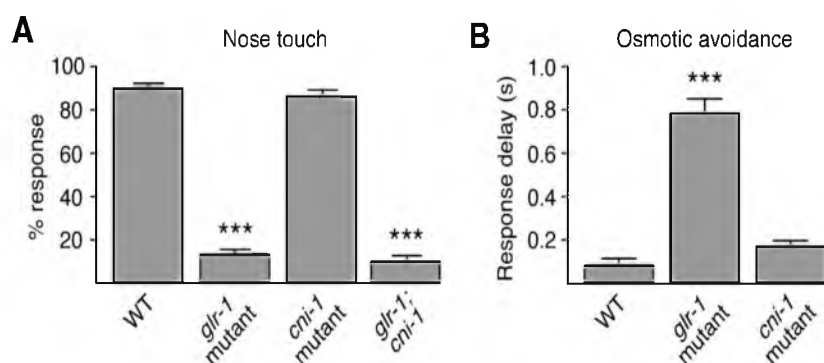 A
Nose touch
% response
100
80
60
40
20
***
***
WT
glr-1
mutant
cni-1
mutant
glr-1;
cni-1
B
Osmotic avoidance
Response delay (s)
1.0
0.8
0.6
0.4
0.2
***
WT
glr-1
mutant
cni-1
mutant